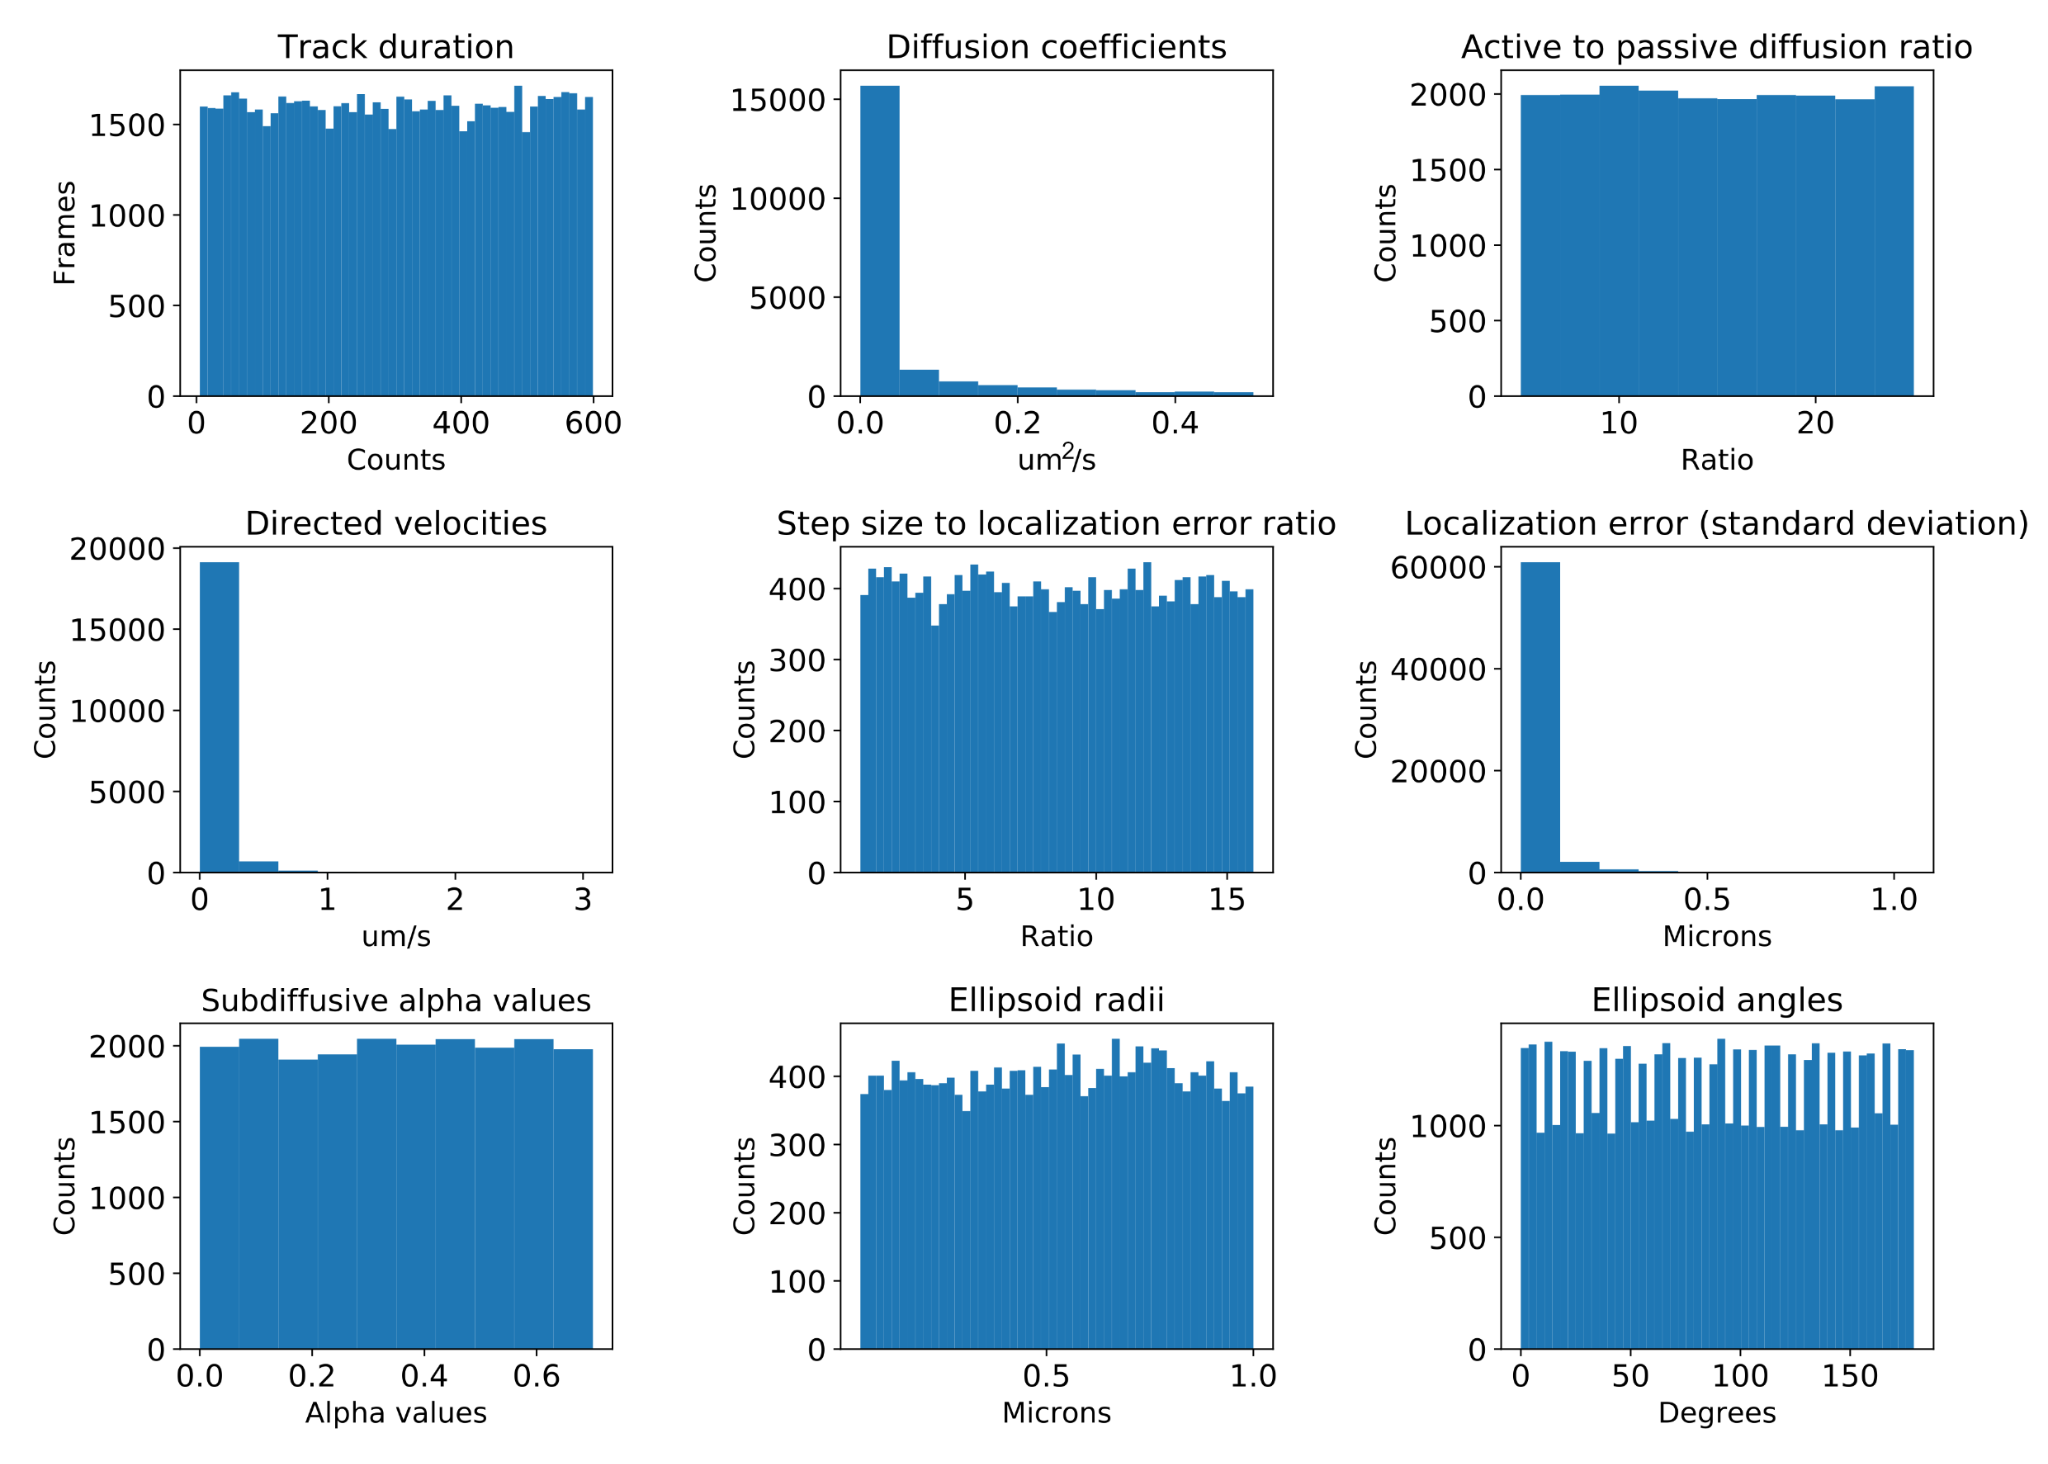 Track duration
Frames
1500
1000
500
0
0 200 400 600
Counts
Diffusion coefficients
Counts
15000
10000
5000
0
0.0 0.2 0.4
um²/s
Active to passive diffusion ratio
Counts
2000
1500
1000
500
0
10 20
Ratio
Directed velocities
Counts
20000
15000
10000
5000
0
0 1 2 3
um/s
Step size to localization error ratio
Counts
400
300
200
100
0
5 10 15
Ratio
Localization error (standard deviation)
Counts
60000
40000
20000
0
0.0 0.5 1.0
Microns
Subdiffusive alpha values
Counts
2000
1500
1000
500
0
0.0 0.2 0.4 0.6
Alpha values
Ellipsoid radii
Counts
400
300
200
100
0
0.5 1.0
Microns
Ellipsoid angles
Counts
1000
500
0
0 50 100 150
Degrees